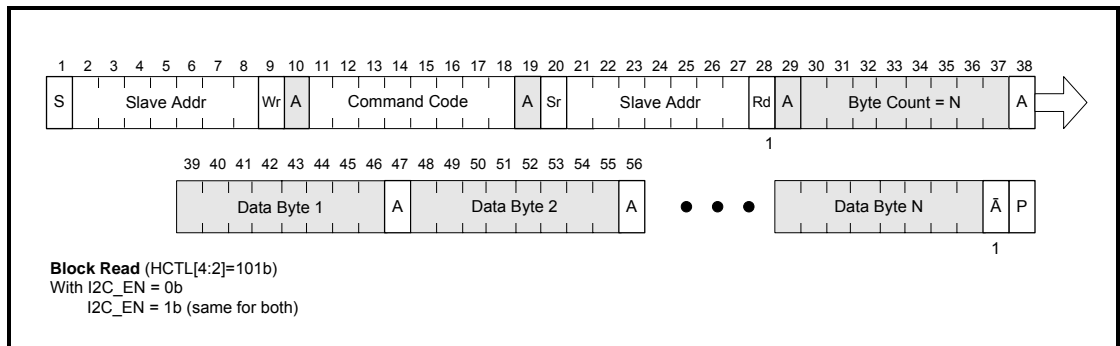 1 2 3 4 5 6 7 8 9 10 11 12 13 14 15 16 17 18 19 20 21 22 23 24 25 26 27 28 29 30 31 32 33 34 35 36 37 38
S Slave Addr Wr A Command Code A Sr Slave Addr Rd A Byte Count = N A
1
39 40 41 42 43 44 45 46 47 48 49 50 51 52 53 54 55 56
Data Byte 1 A Data Byte 2 A Data Byte N Ā P
1
Block Read (HCTL[4:2]=101b)
With I2C_EN = 0b
I2C_EN = 1b (same for both)